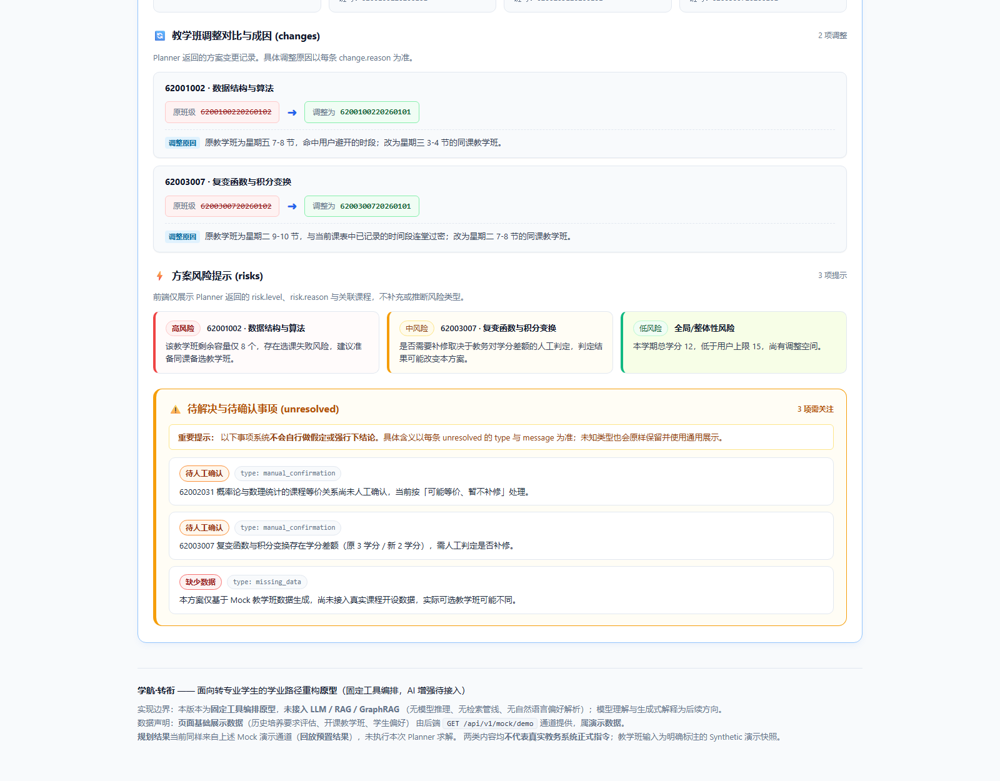 教学班调整对比与成因 (changes)
2 项调整
Planner 返回的方案变更记录。具体调整原因以每条 change.reason 为准。
62001002 · 数据结构与算法
原班级 6200100220260102 ➜ 调整为 6200100220260101
调整原因 原教学班为星期五 7-8 节，命中用户避开的时段；改为星期三 3-4 节的同课教学班。
62003007 · 复变函数与积分变换
原班级 6200300720260102 ➜ 调整为 6200300720260101
调整原因 原教学班为星期二 9-10 节，与当前课表中已记录的时间段连堂过密；改为星期二 7-8 节的同课教学班。
方案风险提示 (risks)
3 项提示
前端仅展示 Planner 返回的 risk.level、risk.reason 与关联课程，不补充或推断风险类型。
高风险 62001002 · 数据结构与算法
该教学班剩余容量仅 8 个，存在选课失败风险，建议准
备同课备选教学班。
中风险 62003007 · 复变函数与积分变换
是否需要补修取决于教务对学分差额的人工判定，判定结
果可能改变本方案。
低风险 全局/整体性风险
本学期总学分 12，低于用户上限 15，尚有调整空间。
待解决与待确认事项 (unresolved)
3 项需关注
重要提示： 以下事项系统不会自行做假定或强行下结论。具体含义以每条 unresolved 的 type 与 message 为准；未知类型也会原样保留并使用通用展示。
待人工确认 type: manual_confirmation
62002031 概率论与数理统计的课程等价关系尚未人工确认，当前按「可能等价、暂不补修」处理。
待人工确认 type: manual_confirmation
62003007 复变函数与积分变换存在学分差额（原 3 学分 / 新 2 学分），需人工判定是否补修。
缺少数据 type: missing_data
本方案仅基于 Mock 教学班数据生成，尚未接入真实课程开设数据，实际可选教学班可能不同。
学航·转衔 —— 面向转专业学生的学业路径重构原型（固定工具编排，AI 增强待接入）
实现边界：本版本为固定工具编排原型，未接入 LLM / RAG / GraphRAG （无模型推理、无检索管线、无自然语言偏好解析）；模型理解与生成式解释为后续方向。
数据声明：页面基础展示数据（历史培养要求评估、开课教学班、学生偏好） 由后端 GET /api/v1/mock/demo 通道提供，属演示数据。
规划结果当前同样来自上述 Mock 演示通道（回放预置结果），未执行本次 Planner 求解。 两类内容均不代表真实教务系统正式指令；教学班输入为明确标注的 Synthetic 演示快照。